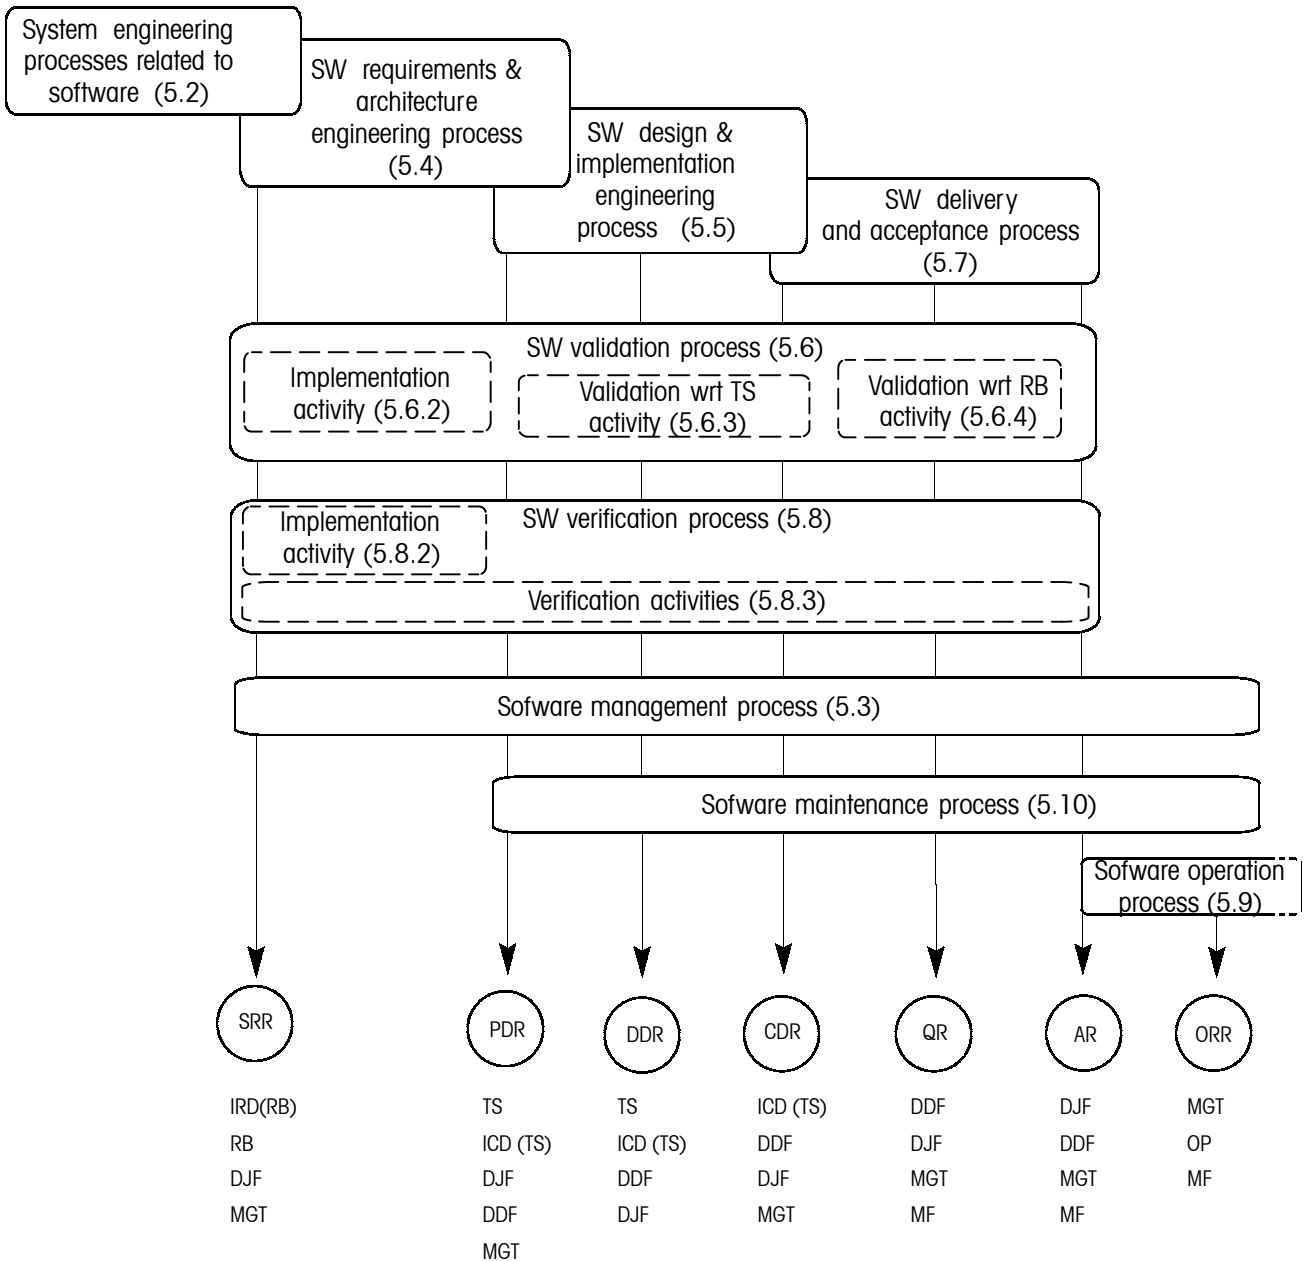 System engineering
processes related to
software (5.2)
SW requirements &
architecture
engineering process
(5.4)
SW design &
implementation
engineering
process (5.5)
SW delivery
and acceptance process
(5.7)
SW validation process (5.6)
Implementation
activity (5.6.2)
Validation wrt TS
activity (5.6.3)
Validation wrt RB
activity (5.6.4)
SW verification process (5.8)
Implementation
activity (5.8.2)
Verification activities (5.8.3)
Sofware management process (5.3)
Sofware maintenance process (5.10)
Sofware operation
process (5.9)
SRR
PDR
DDR
CDR
QR
AR
ORR
IRD(RB)
RB
DJF
MGT
TS
ICD (TS)
DJF
DDF
MGT
TS
ICD (TS)
DDF
DJF
ICD (TS)
DDF
DJF
MGT
DDF
DJF
MGT
MF
DJF
DDF
MGT
MF
MGT
OP
MF